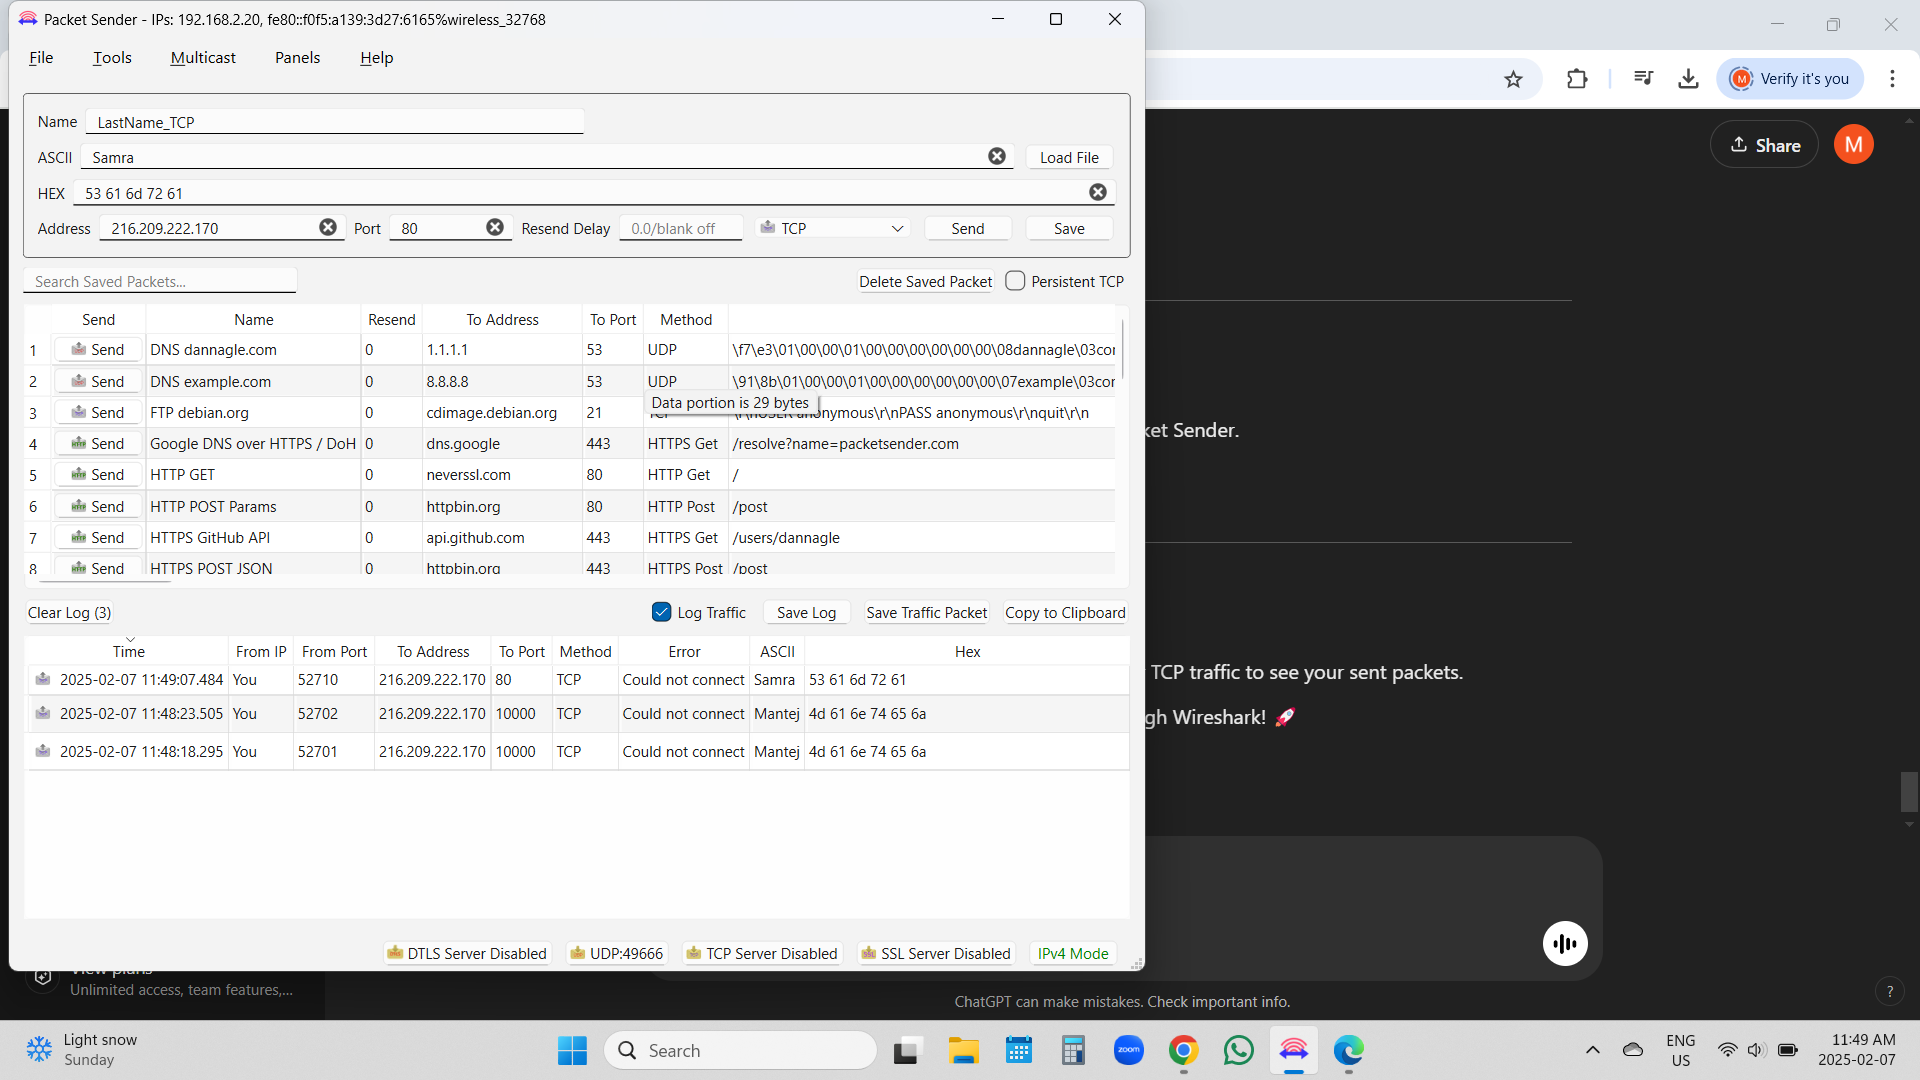 Packet Sender - IPs: 192.168.2.20, fe80::f0f5:a139:3d27:6165%wireless_32768
File Tools Multicast Panels Help
Verify it's you
Name LastName_TCP
ASCII Samra Load File
HEX 53 61 6d 72 61
Address 216.209.222.170 Port 80 Resend Delay 0.0/blank off TCP Send Save
Share M
Search Saved Packets... Delete Saved Packet Persistent TCP
Send Name Resend To Address To Port Method
1 Send DNS dannagle.com 0 1.1.1.1 53 UDP \f7\e3\01\00\00\01\00\00\00\00\00\00\08dannagle\03cor
2 Send DNS example.com 0 8.8.8.8 53 UDP \91\8b\01\00\00\01\00\00\00\00\00\00\07example\03cor
Data portion is 29 bytes
3 Send FTP debian.org 0 cdimage.debian.org 21 TCP \r\nUSER anonymous\r\nPASS anonymous\r\nquit\r\n
4 Send Google DNS over HTTPS / DoH 0 dns.google 443 HTTPS Get /resolve?name=packetsender.com
5 Send HTTP GET 0 neverssl.com 80 HTTP Get /
6 Send HTTP POST Params 0 httpbin.org 80 HTTP Post /post
7 Send HTTPS GitHub API 0 api.github.com 443 HTTPS Get /users/dannagle
8 Send HTTPS POST JSON 0 httpbin.org 443 HTTPS Post /post
ket Sender.
Clear Log (3) Log Traffic Save Log Save Traffic Packet Copy to Clipboard
Time From IP From Port To Address To Port Method Error ASCII Hex
2025-02-07 11:49:07.484 You 52710 216.209.222.170 80 TCP Could not connect Samra 53 61 6d 72 61
2025-02-07 11:48:23.505 You 52702 216.209.222.170 10000 TCP Could not connect Mantej 4d 61 6e 74 65 6a
2025-02-07 11:48:18.295 You 52701 216.209.222.170 10000 TCP Could not connect Mantej 4d 61 6e 74 65 6a
TCP traffic to see your sent packets.
gh Wireshark! 🚀
DTLS Server Disabled UDP:49666 TCP Server Disabled SSL Server Disabled IPv4 Mode
View plans
Unlimited access, team features,...
ChatGPT can make mistakes. Check important info.
?
Light snow
Sunday
Search
zoom
ENG
US
11:49 AM
2025-02-07